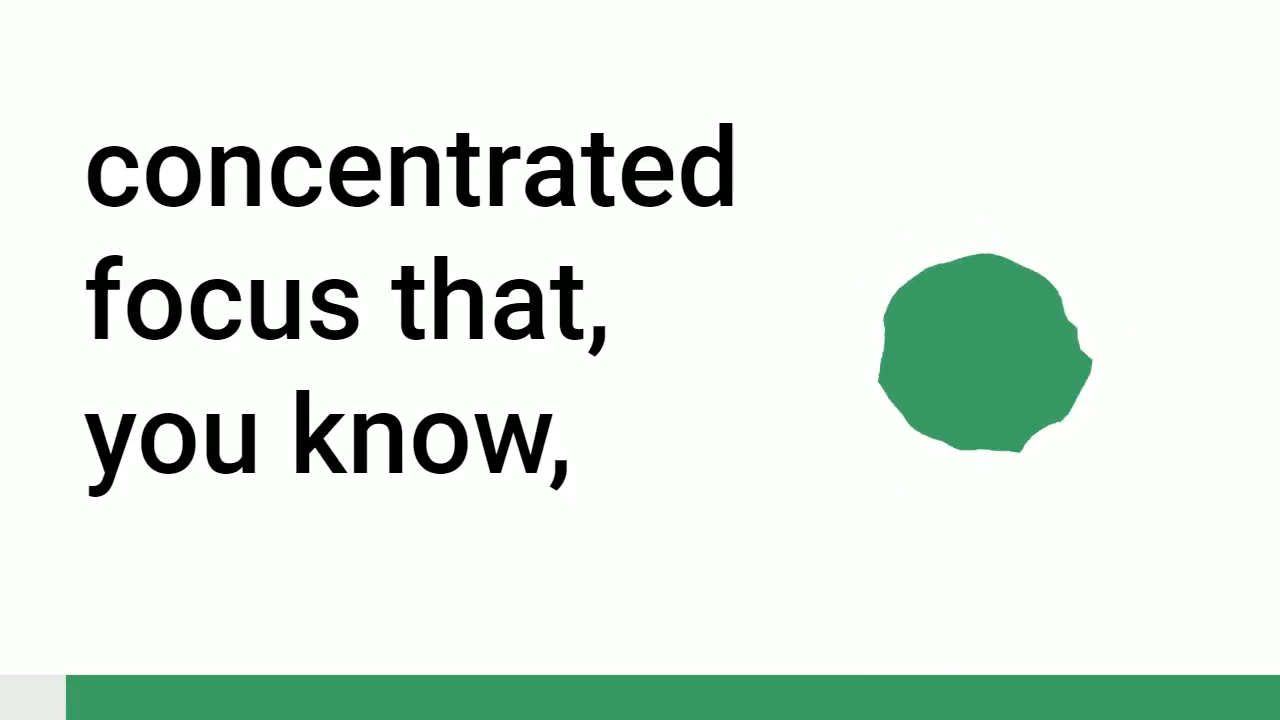 concentrated
focus that,
you know,